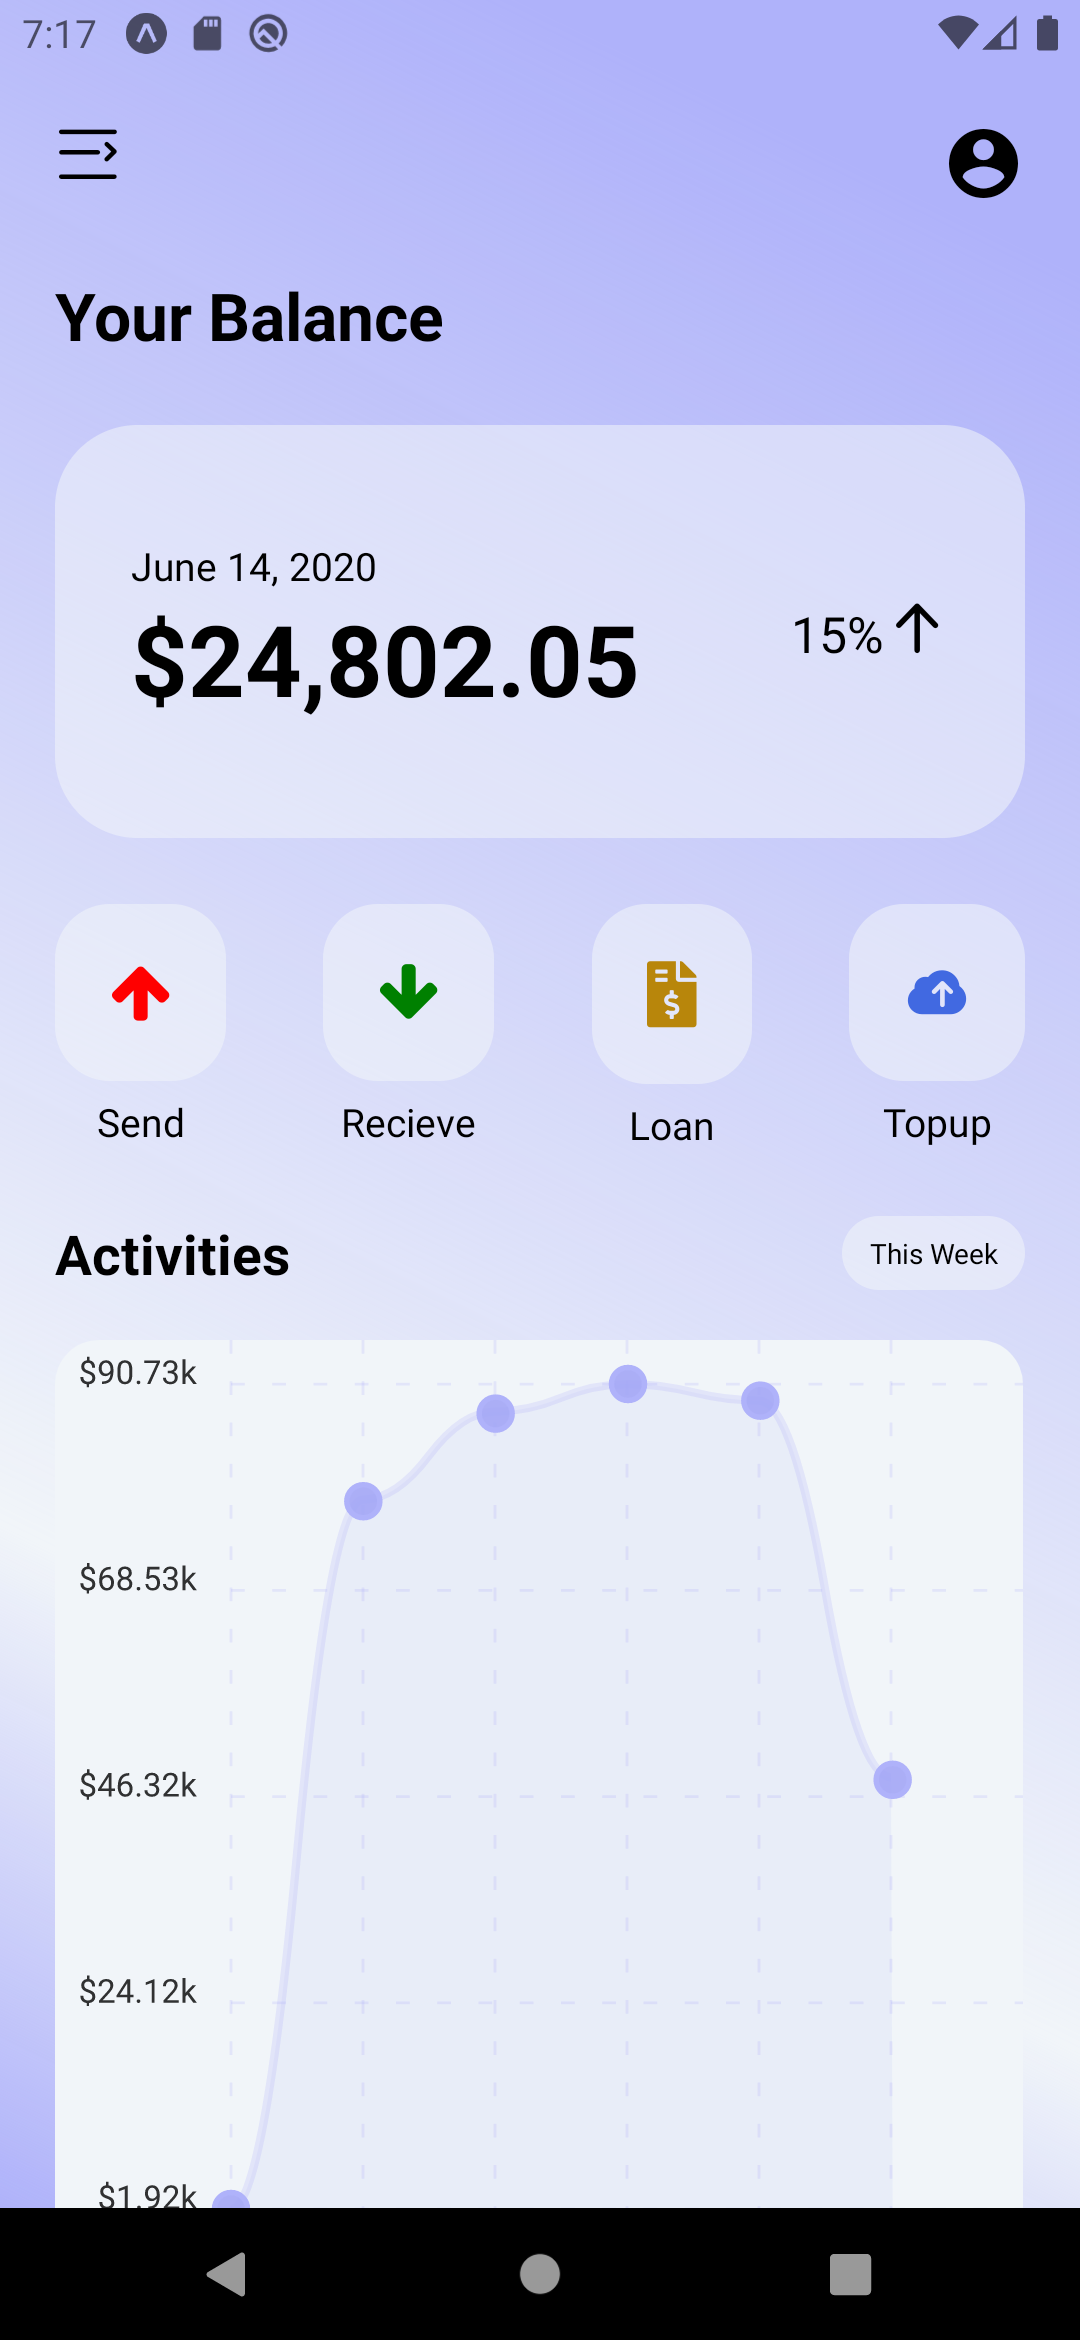 7:17
Your Balance
June 14, 2020
$24,802.05
15%
Send
Recieve
Loan
Topup
Activities
This Week
$90.73k
$68.53k
$46.32k
$24.12k
$1.92k